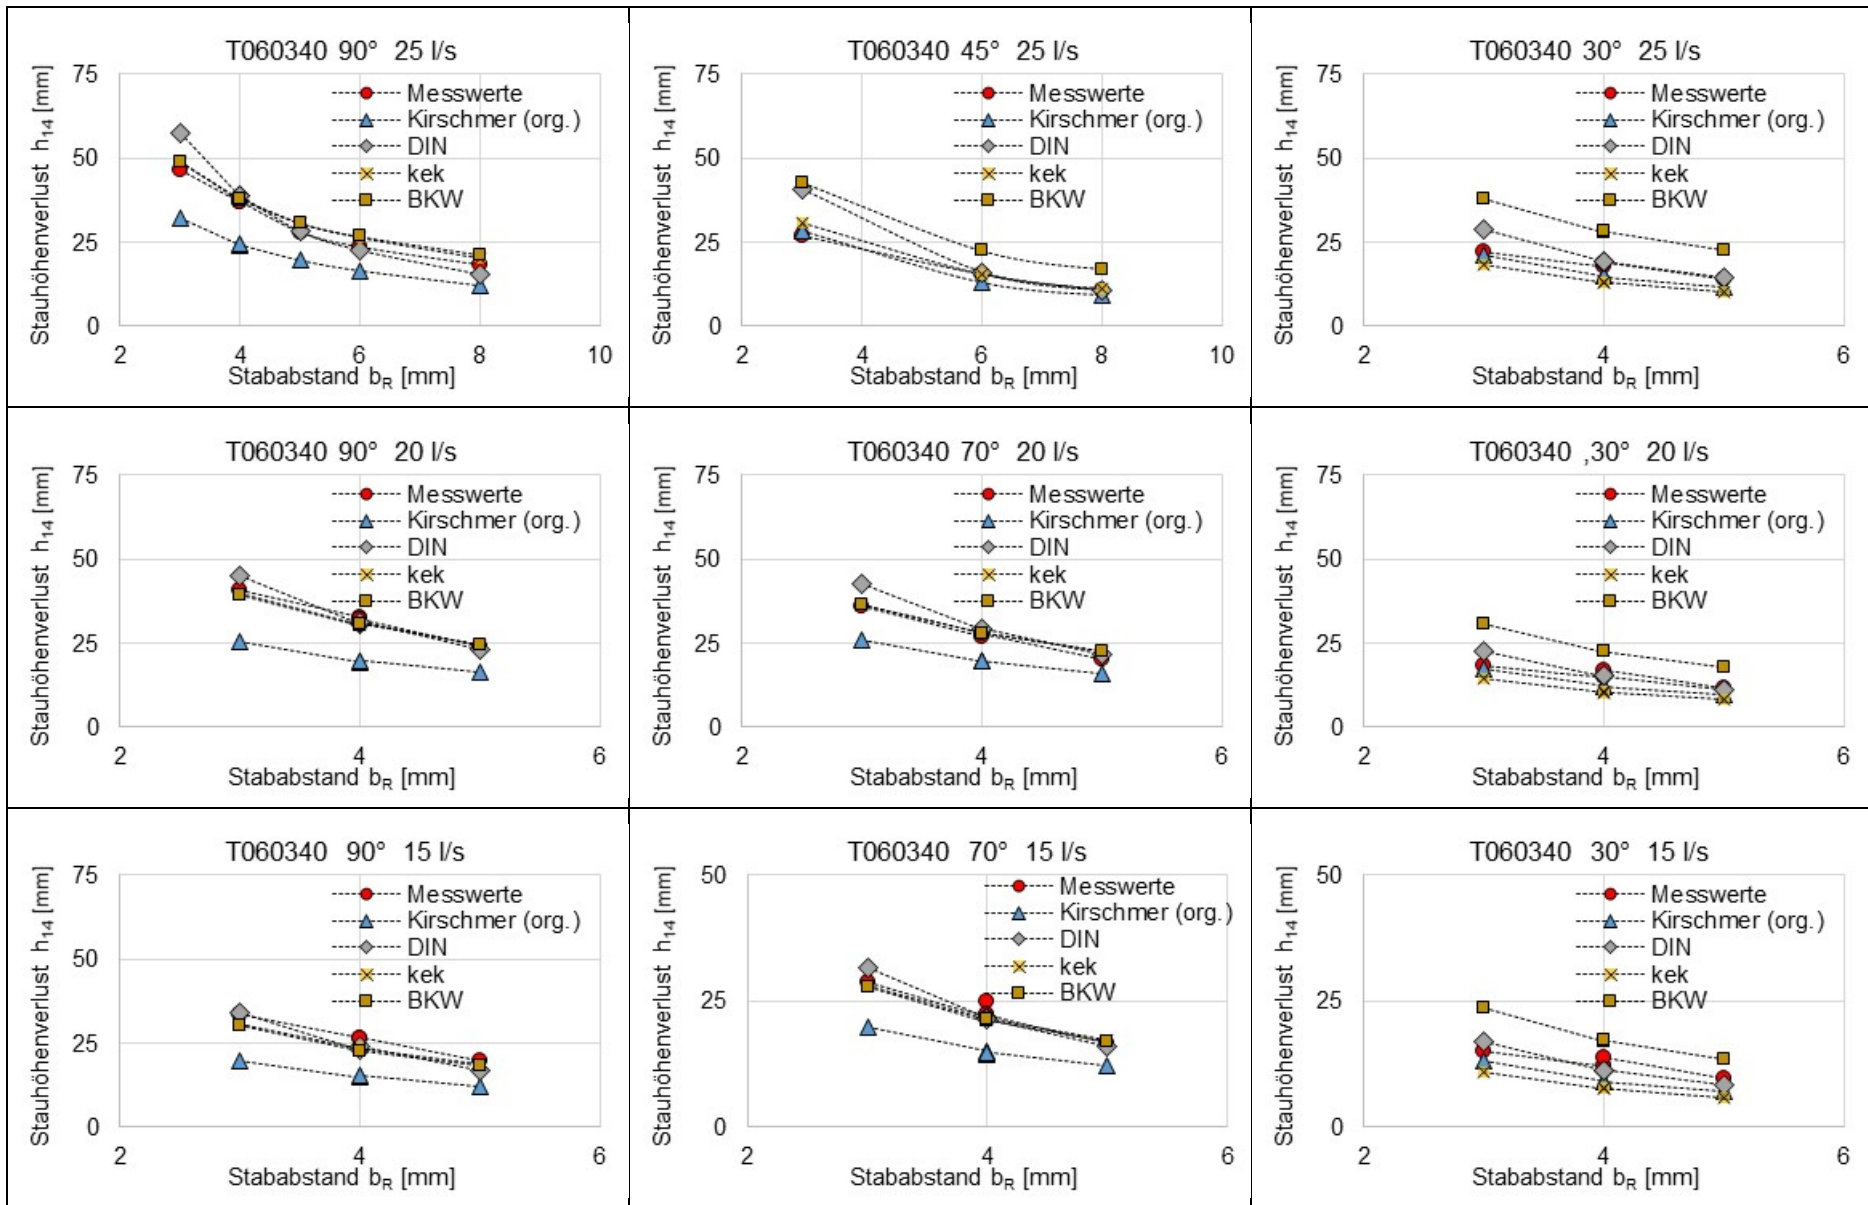 T060340 90° 25 l/s
Stauhöhenverlust h14 [mm]
75
50
25
0
Messwerte
Kirschmer (org.)
DIN
kek
BKW
2 4 6 8 10
Stababstand bR [mm]
T060340 45° 25 l/s
Stauhöhenverlust h14 [mm]
75
50
25
0
Messwerte
Kirschmer (org.)
DIN
kek
BKW
2 4 6 8 10
Stababstand bR [mm]
T060340 30° 25 l/s
Stauhöhenverlust h14 [mm]
75
50
25
0
Messwerte
Kirschmer (org.)
DIN
kek
BKW
2 4 6
Stababstand bR [mm]
T060340 90° 20 l/s
Stauhöhenverlust h14 [mm]
75
50
25
0
Messwerte
Kirschmer (org.)
DIN
kek
BKW
2 4 6
Stababstand bR [mm]
T060340 70° 20 l/s
Stauhöhenverlust h14 [mm]
75
50
25
0
Messwerte
Kirschmer (org.)
DIN
kek
BKW
2 4 6
Stababstand bR [mm]
T060340 ,30° 20 l/s
Stauhöhenverlust h14 [mm]
75
50
25
0
Messwerte
Kirschmer (org.)
DIN
kek
BKW
2 4 6
Stababstand bR [mm]
T060340 90° 15 l/s
Stauhöhenverlust h14 [mm]
75
50
25
0
Messwerte
Kirschmer (org.)
DIN
kek
BKW
2 4 6
Stababstand bR [mm]
T060340 70° 15 l/s
Stauhöhenverlust h14 [mm]
50
25
0
Messwerte
Kirschmer (org.)
DIN
kek
BKW
2 4 6
Stababstand bR [mm]
T060340 30° 15 l/s
Stauhöhenverlust h14 [mm]
50
25
0
Messwerte
Kirschmer (org.)
DIN
kek
BKW
2 4 6
Stababstand bR [mm]